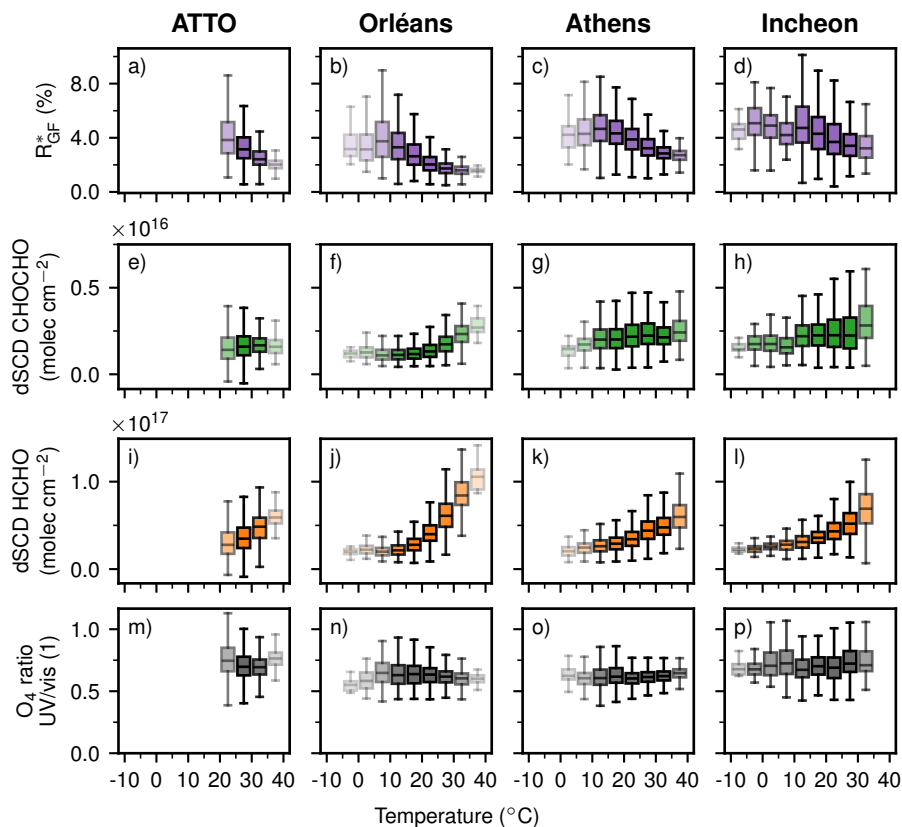 ATTO Orléans Athens Incheon
a) b) c) d)
8.0
4.0
0.0
R*GF (%)
×10^16
e) f) g) h)
0.5
0.0
dSCD CHOCHO
(molec cm−2)
×10^17
i) j) k) l)
1.0
0.5
0.0
dSCD HCHO
(molec cm−2)
m) n) o) p)
1.0
0.5
0.0
O4 ratio
UV/vis (1)
-10 0 10 20 30 40 -10 0 10 20 30 40 -10 0 10 20 30 40 -10 0 10 20 30 40
Temperature (°C)